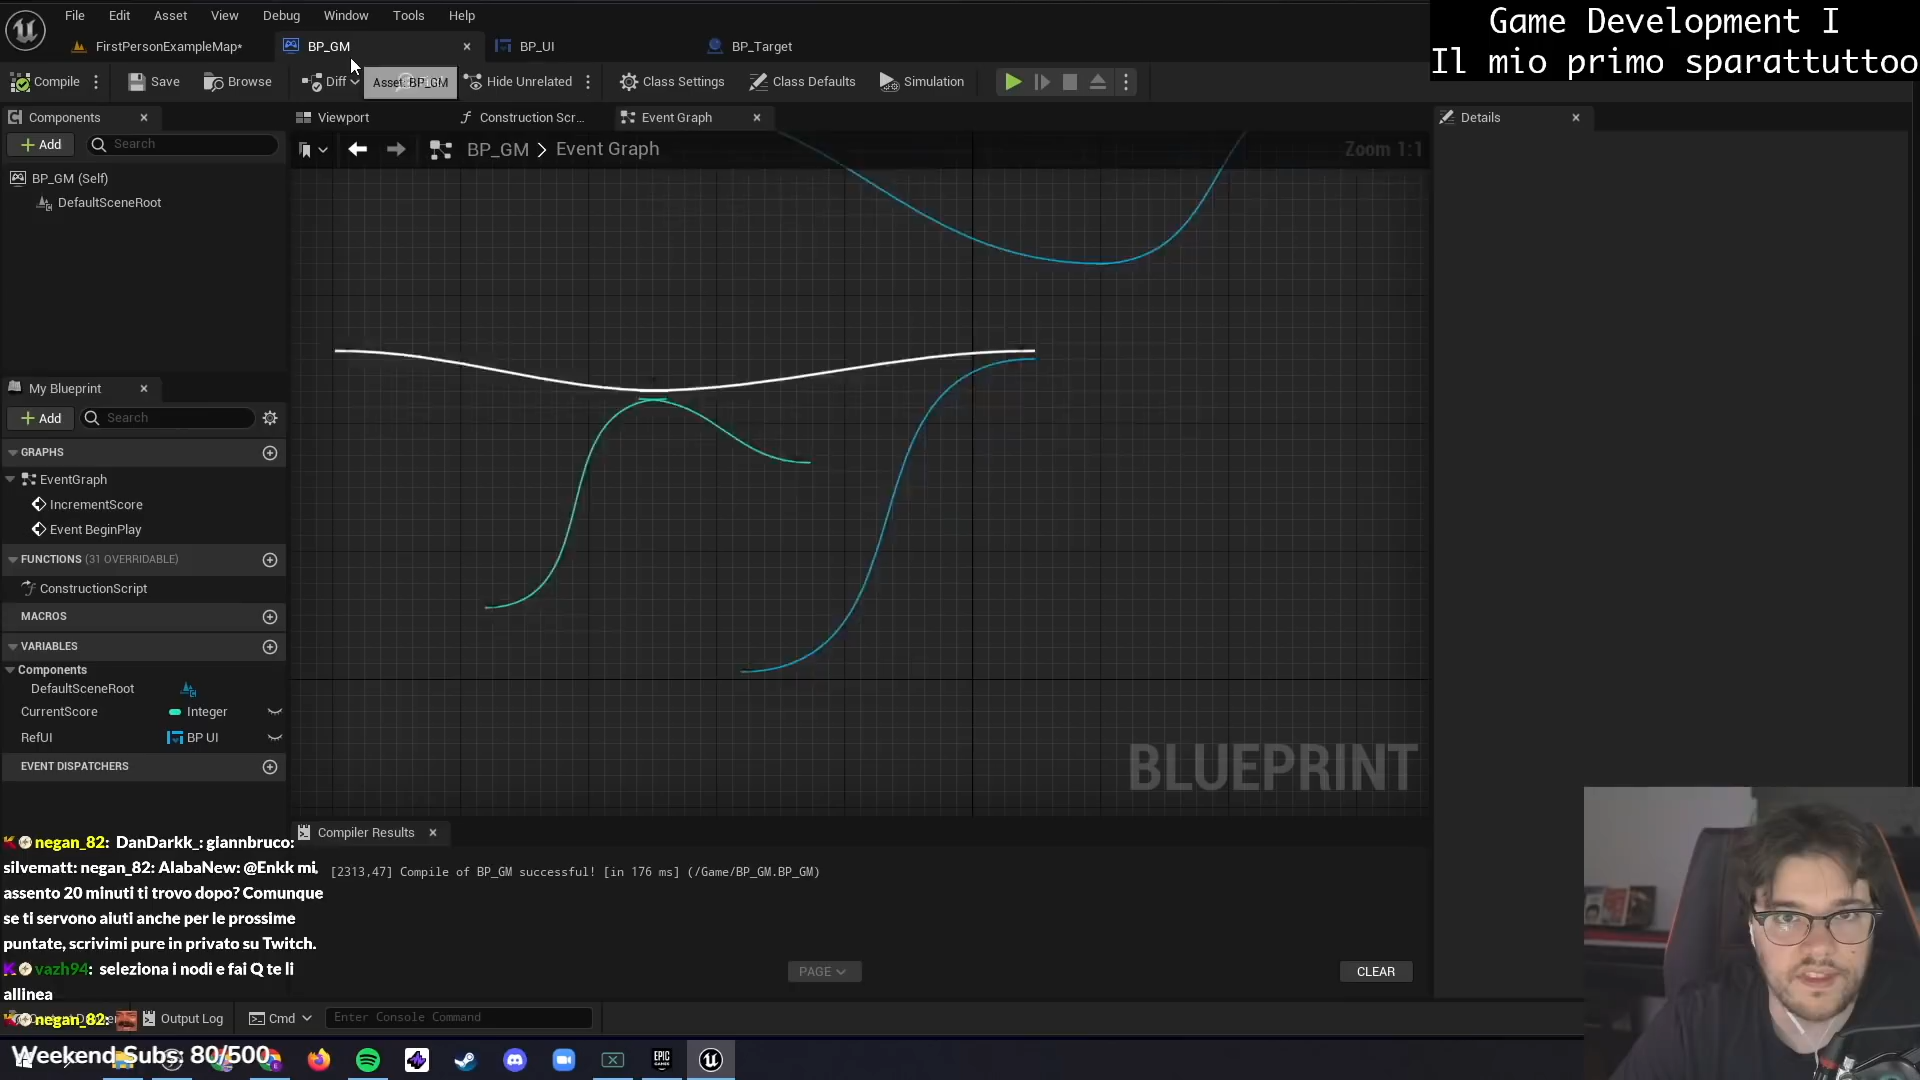 File Edit Asset View Debug Window Tools Help
Game Development I
Il mio primo sparattuttoo
FirstPersonExampleMap* BP_GM BP_UI BP_Target
Compile Save Browse Diff Asset: BP_GM Hide Unrelated Class Settings Class Defaults Simulation
Components Viewport Construction Scr... Event Graph Details
Add Search BP_GM > Event Graph Zoom 1:1
BP_GM (Self)
DefaultSceneRoot
My Blueprint
Add Search
GRAPHS
EventGraph
IncrementScore
Event BeginPlay
FUNCTIONS (31 OVERRIDABLE)
ConstructionScript
MACROS
VARIABLES
Components
DefaultSceneRoot
CurrentScore Integer
RefUI BP UI
EVENT DISPATCHERS
BLUEPRINT
Compiler Results
[2313,47] Compile of BP_GM successful! [in 176 ms] (/Game/BP_GM.BP_GM)
PAGE CLEAR
negan_82: DanDarkk_: giannbruco:
silvematt: negan_82: AlabaNew: @Enkk mi
assento 20 minuti ti trovo dopo? Comunque
se ti servono aiuti anche per le prossime
puntate, scrivimi pure in privato su Twitch.
vazh94: seleziona i nodi e fai Q te li
allinea
negan_82:
Output Log Cmd Enter Console Command
Weekend Subs: 80/500
EPIC GAMES